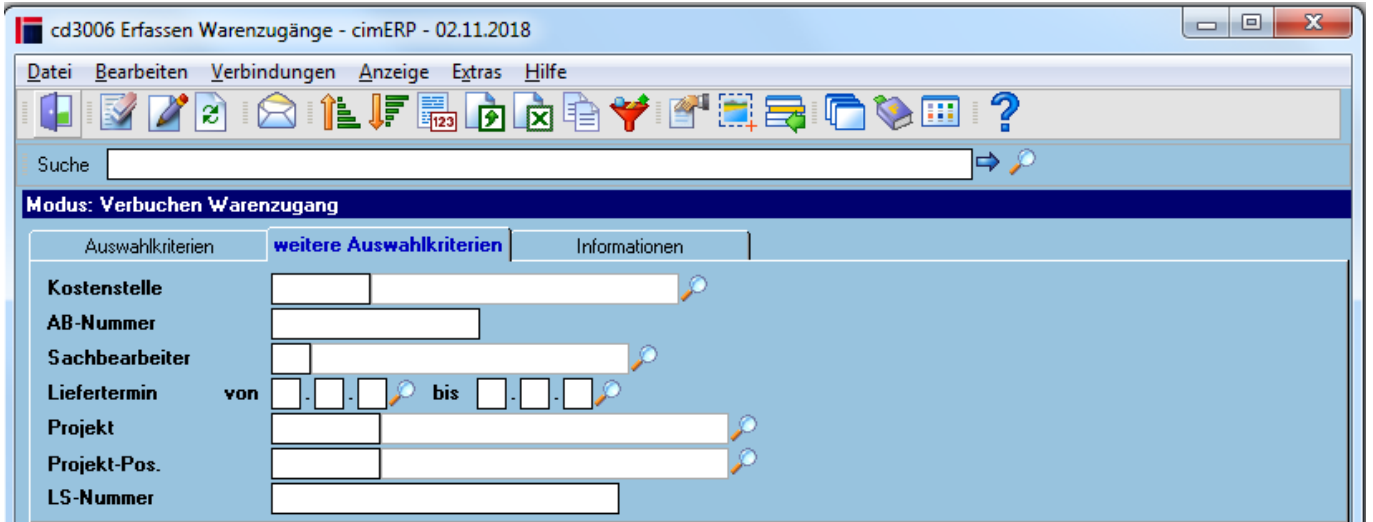 cd3006 Erfassen Warenzugänge - cimERP - 02.11.2018
Datei Bearbeiten Verbindungen Anzeige Extras Hilfe
123
Suche
Modus: Verbuchen Warenzugang
Auswahlkriterien weitere Auswahlkriterien Informationen
Kostenstelle
AB-Nummer
Sachbearbeiter
Liefertermin von . . bis . .
Projekt
Projekt-Pos.
LS-Nummer